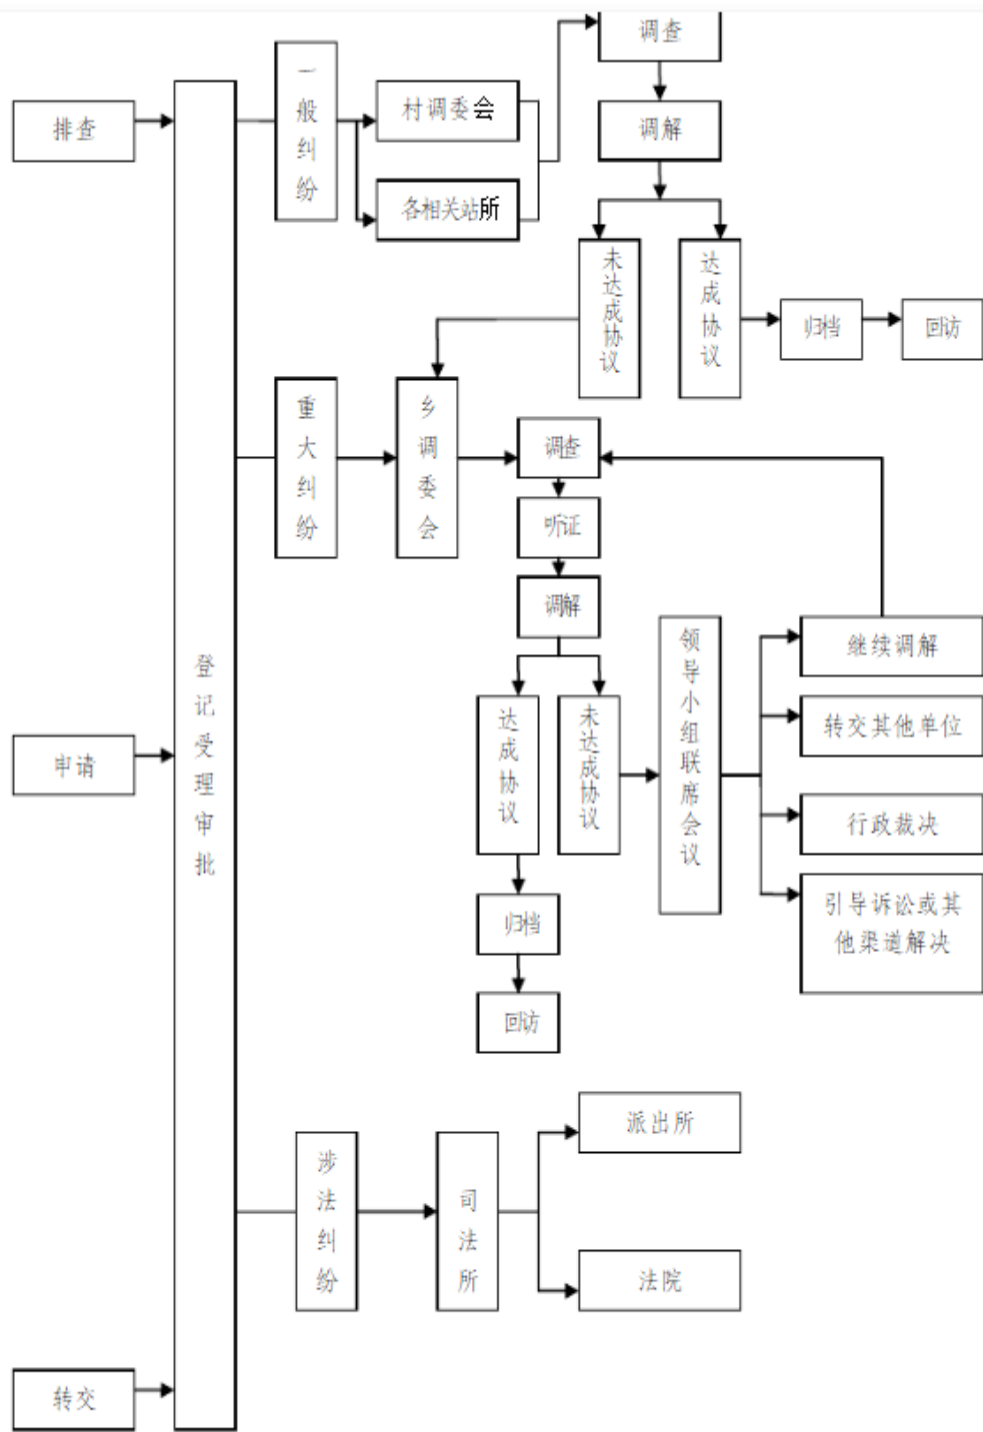 调查
一般纠纷
村调委会
排查
调解
各相关站所
未达成协议
达成协议
归档
回访
重大纠纷
乡调委会
调查
听证
调解
领导小组联席会议
继续调解
登记受理审批
达成协议
未达成协议
转交其他单位
申请
行政裁决
引导诉讼或其
他渠道解决
归档
回访
派出所
涉法纠纷
司法所
法院
转交